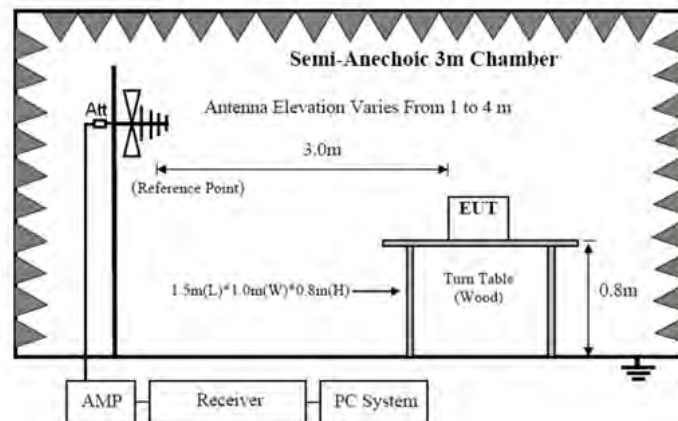 Semi-Anechoic 3m Chamber
Att
Antenna Elevation Varies From 1 to 4 m
3.0m
(Reference Point)
EUT
1.5m(L)*1.0m(W)*0.8m(H)
Turn Table
(Wood)
0.8m
AMP
Receiver
PC System